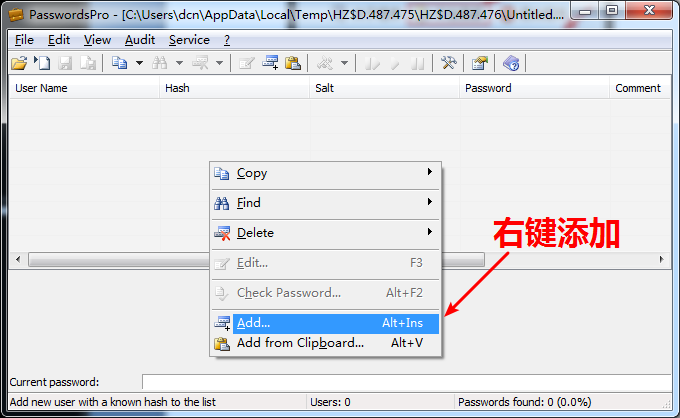 PasswordsPro - [C:\Users\dcn\AppData\Local\Temp\HZ$D.487.475\HZ$D.487.476\Untitled....
File Edit View Audit Service ?
User Name Hash Salt Password Comment
Copy
Find
Delete
Edit... F3
Check Password... Alt+F2
Add... Alt+Ins
Add from Clipboard... Alt+V
右键添加
Current password:
Add new user with a known hash to the list Users: 0 Passwords found: 0 (0.0%)